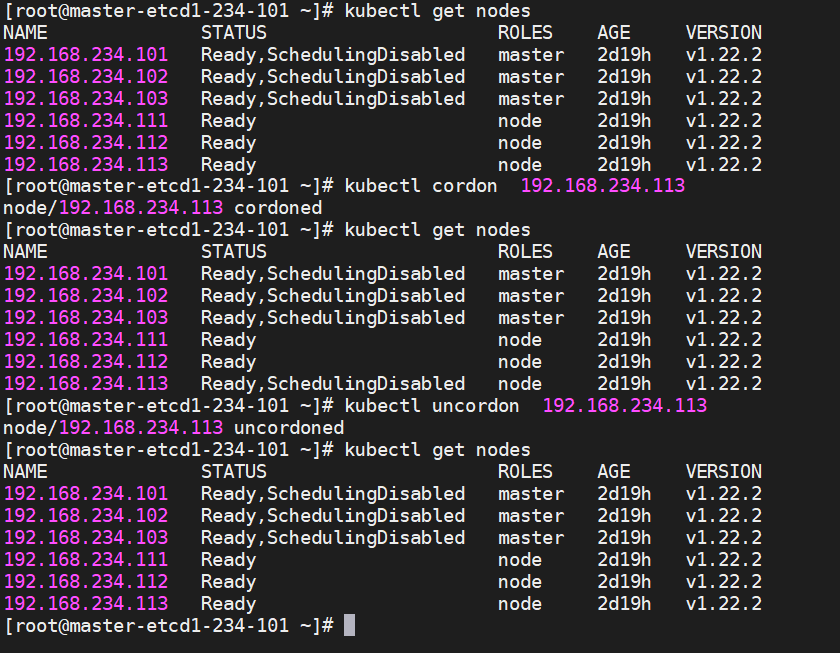 [root@master-etcd1-234-101 ~]# kubectl get nodes
NAME STATUS ROLES AGE VERSION
192.168.234.101 Ready,SchedulingDisabled master 2d19h v1.22.2
192.168.234.102 Ready,SchedulingDisabled master 2d19h v1.22.2
192.168.234.103 Ready,SchedulingDisabled master 2d19h v1.22.2
192.168.234.111 Ready node 2d19h v1.22.2
192.168.234.112 Ready node 2d19h v1.22.2
192.168.234.113 Ready node 2d19h v1.22.2
[root@master-etcd1-234-101 ~]# kubectl cordon 192.168.234.113
node/192.168.234.113 cordoned
[root@master-etcd1-234-101 ~]# kubectl get nodes
NAME STATUS ROLES AGE VERSION
192.168.234.101 Ready,SchedulingDisabled master 2d19h v1.22.2
192.168.234.102 Ready,SchedulingDisabled master 2d19h v1.22.2
192.168.234.103 Ready,SchedulingDisabled master 2d19h v1.22.2
192.168.234.111 Ready node 2d19h v1.22.2
192.168.234.112 Ready node 2d19h v1.22.2
192.168.234.113 Ready,SchedulingDisabled node 2d19h v1.22.2
[root@master-etcd1-234-101 ~]# kubectl uncordon 192.168.234.113
node/192.168.234.113 uncordoned
[root@master-etcd1-234-101 ~]# kubectl get nodes
NAME STATUS ROLES AGE VERSION
192.168.234.101 Ready,SchedulingDisabled master 2d19h v1.22.2
192.168.234.102 Ready,SchedulingDisabled master 2d19h v1.22.2
192.168.234.103 Ready,SchedulingDisabled master 2d19h v1.22.2
192.168.234.111 Ready node 2d19h v1.22.2
192.168.234.112 Ready node 2d19h v1.22.2
192.168.234.113 Ready node 2d19h v1.22.2
[root@master-etcd1-234-101 ~]#